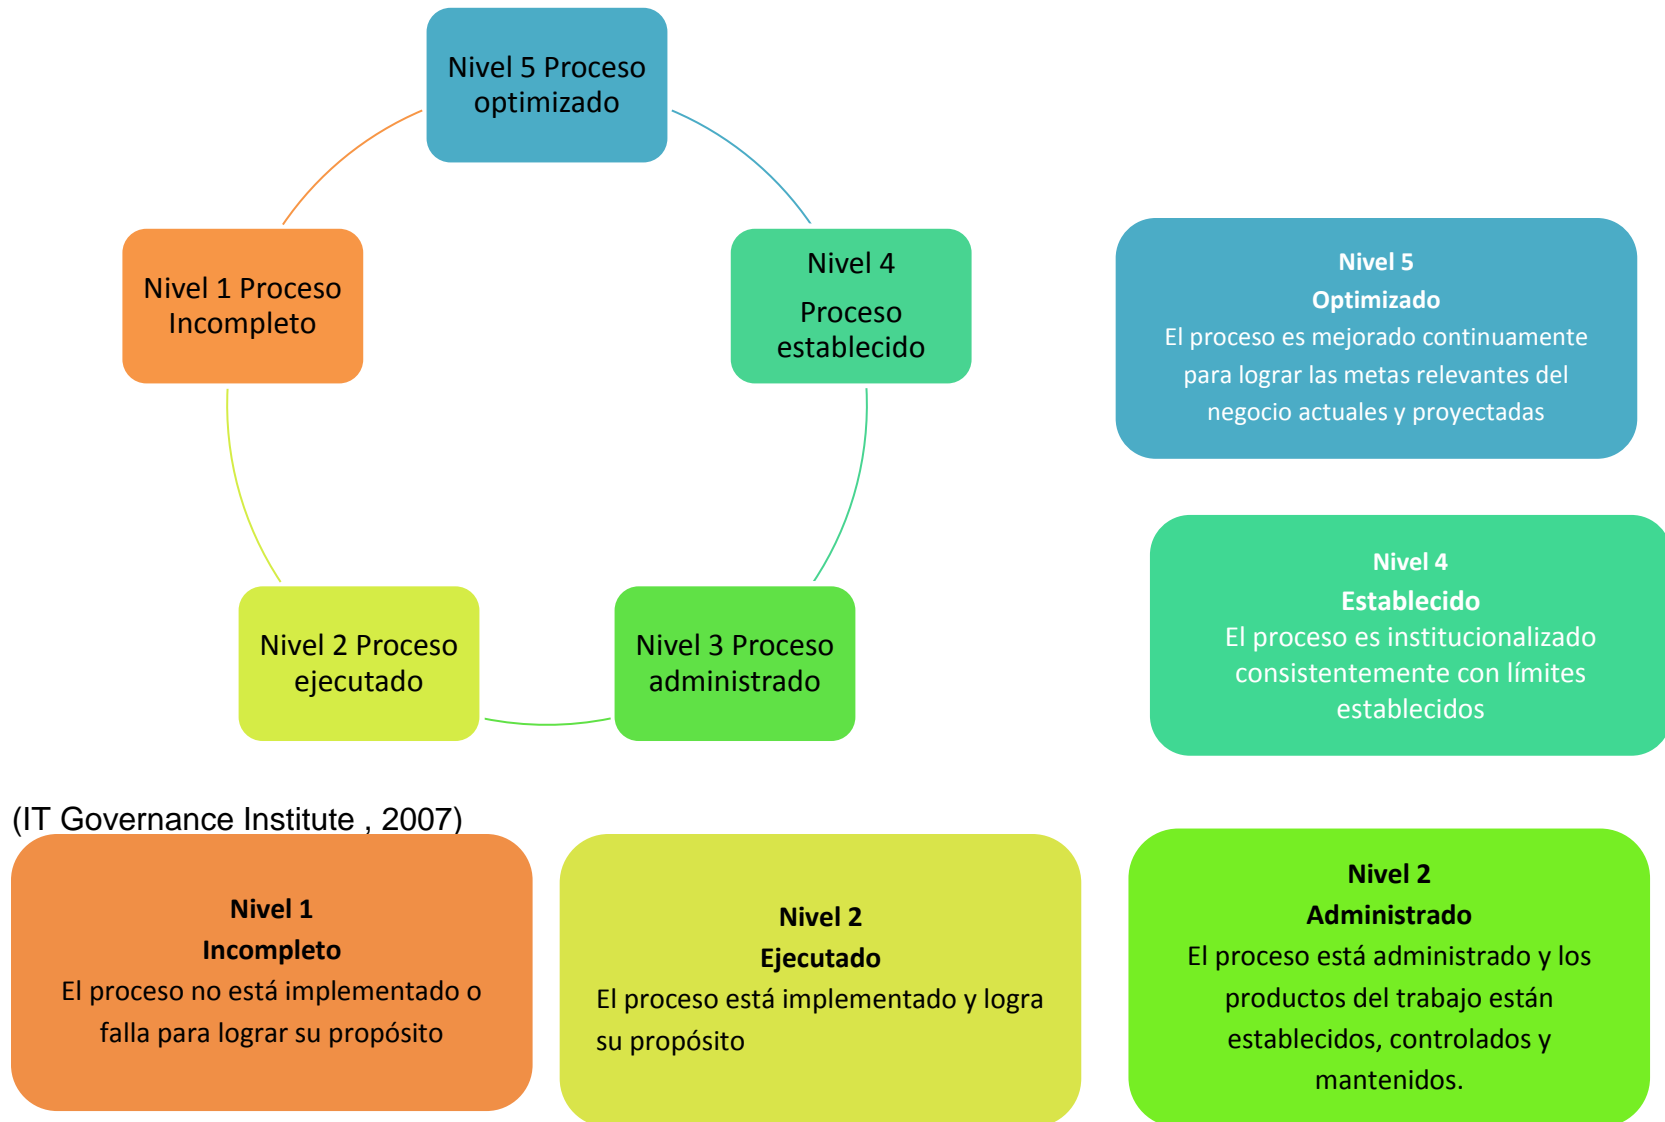 Nivel 5 Proceso
optimizado
Nivel 1 Proceso
Incompleto
Nivel 4
Proceso
establecido
Nivel 2 Proceso
ejecutado
Nivel 3 Proceso
administrado
Nivel 5
Optimizado
El proceso es mejorado continuamente
para lograr las metas relevantes del
negocio actuales y proyectadas
Nivel 4
Establecido
El proceso es institucionalizado
consistentemente con límites
establecidos
(IT Governance Institute , 2007)
Nivel 1
Incompleto
El proceso no está implementado o
falla para lograr su propósito
Nivel 2
Ejecutado
El proceso está implementado y logra
su propósito
Nivel 2
Administrado
El proceso está administrado y los
productos del trabajo están
establecidos, controlados y
mantenidos.